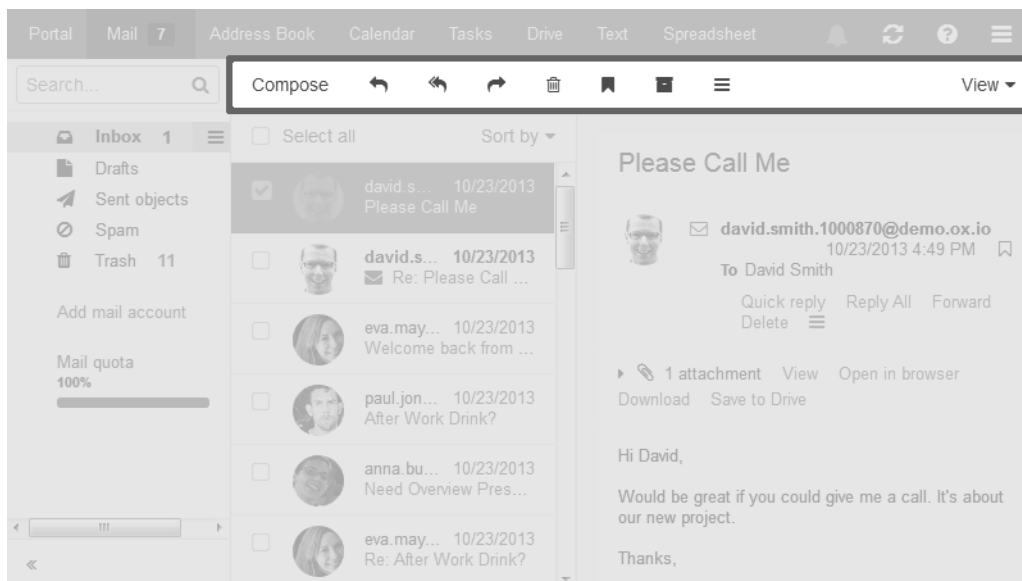 Portal Mail 7 Address Book Calendar Tasks Drive Text Spreadsheet
Search...
Compose View
Inbox 1
Drafts
Sent objects
Spam
Trash 11
Add mail account
Mail quota
100%
Select all Sort by
david.s... 10/23/2013
Please Call Me
david.s... 10/23/2013
Re: Please Call ...
eva.may... 10/23/2013
Welcome back from ...
paul.jon... 10/23/2013
After Work Drink?
anna.bu... 10/23/2013
Need Overview Pres...
eva.may... 10/23/2013
Re: After Work Drink?
Please Call Me
david.smith.1000870@demo.ox.io
10/23/2013 4:49 PM
To David Smith
Quick reply Reply All Forward
Delete
1 attachment View Open in browser
Download Save to Drive
Hi David,
Would be great if you could give me a call. It's about
our new project.
Thanks,